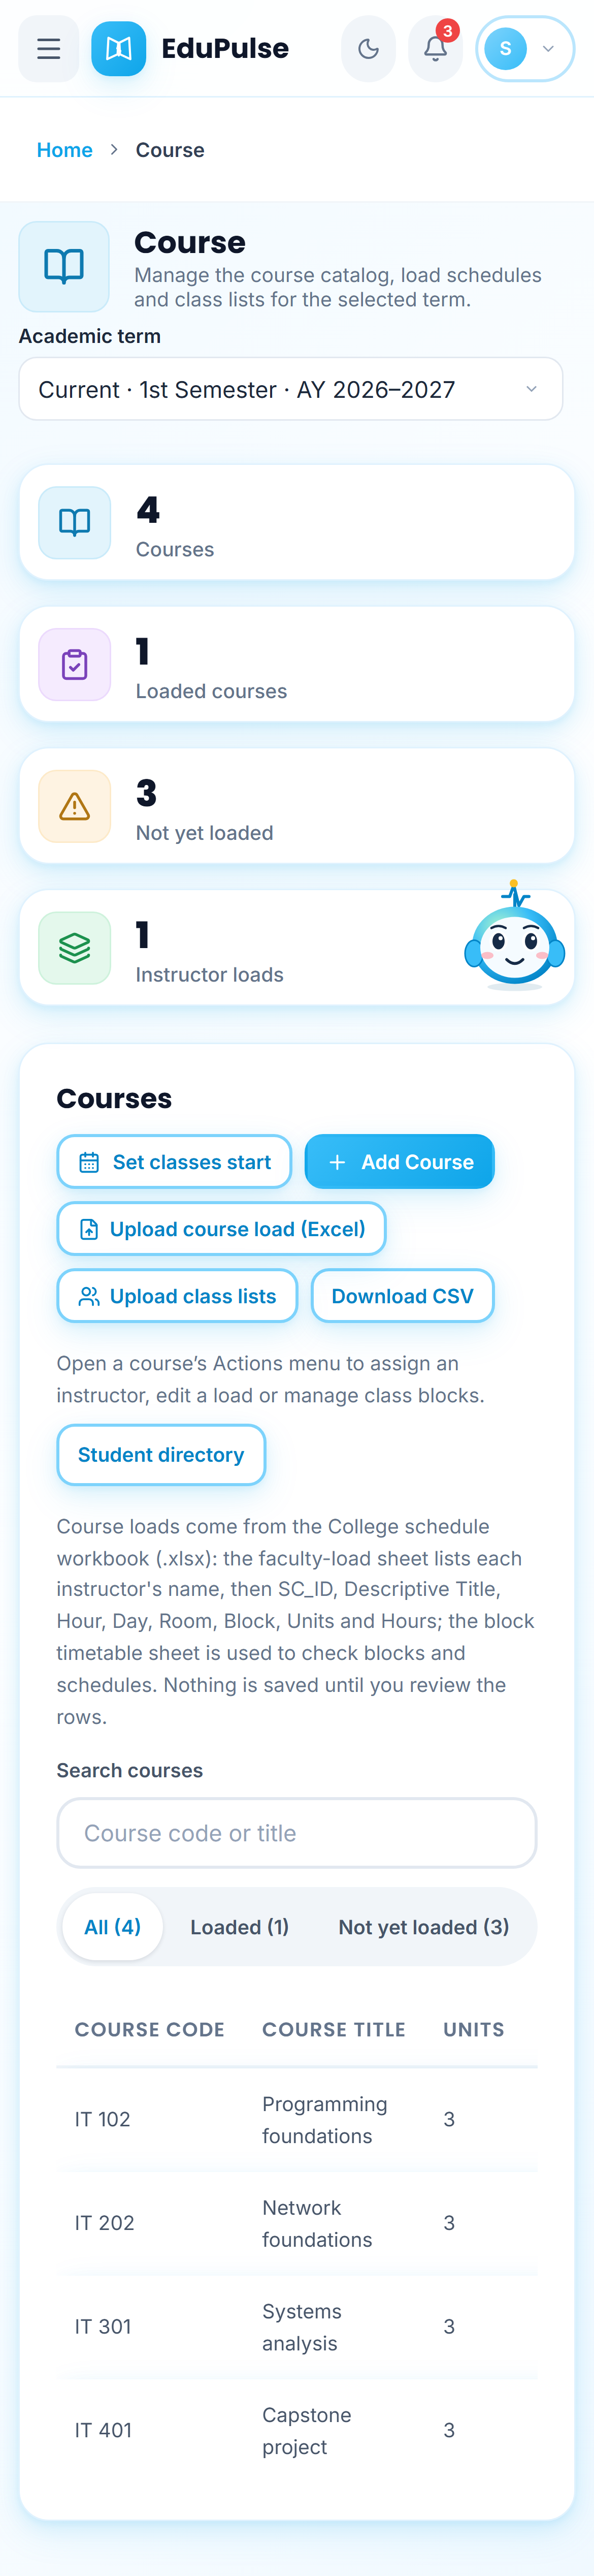 EduPulse
3
S
Home
Course
Course
Manage the course catalog, load schedules
and class lists for the selected term.
Academic term
Current · 1st Semester · AY 2026–2027
4
Courses
1
Loaded courses
3
Not yet loaded
1
Instructor loads
Courses
Set classes start
Add Course
Upload course load (Excel)
Upload class lists
Download CSV
Open a course’s Actions menu to assign an
instructor, edit a load or manage class blocks.
Student directory
Course loads come from the College schedule
workbook (.xlsx): the faculty-load sheet lists each
instructor's name, then SC_ID, Descriptive Title,
Hour, Day, Room, Block, Units and Hours; the block
timetable sheet is used to check blocks and
schedules. Nothing is saved until you review the
rows.
Search courses
Course code or title
All (4)
Loaded (1)
Not yet loaded (3)
COURSE CODE
COURSE TITLE
UNITS
IT 102
Programming
foundations
3
IT 202
Network
foundations
3
IT 301
Systems
analysis
3
IT 401
Capstone
project
3